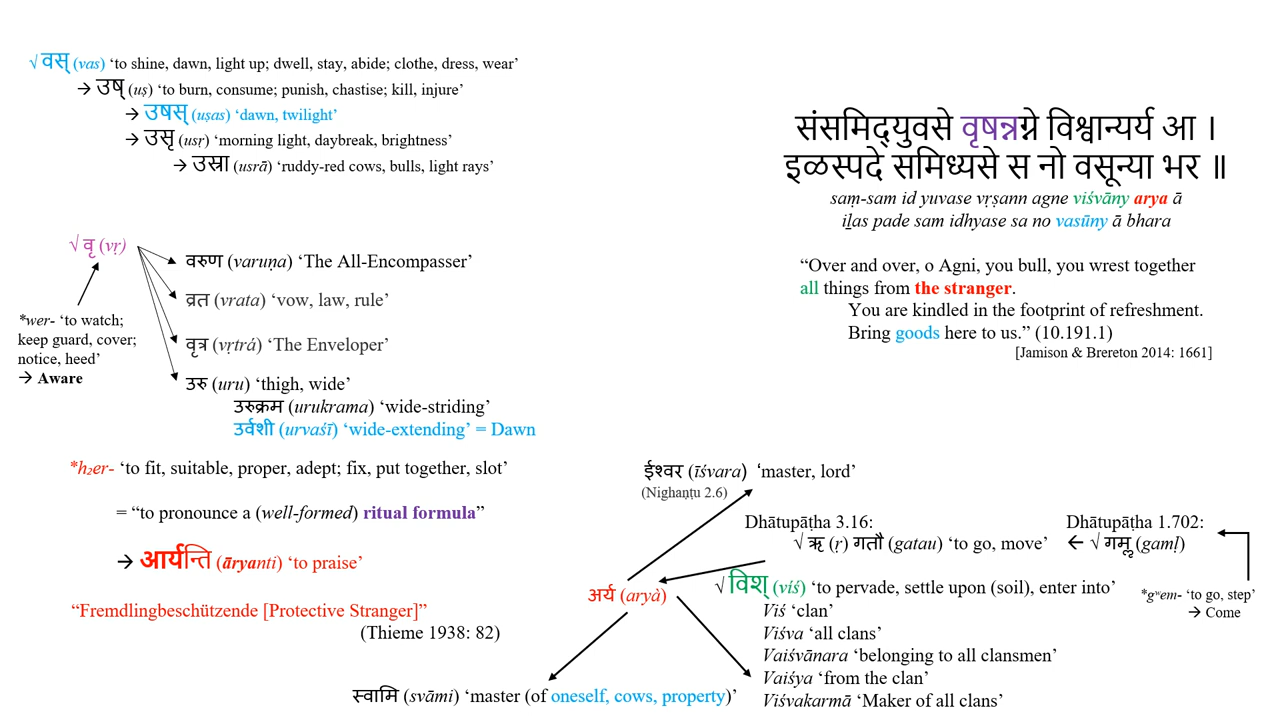 √ वस् (vas) ‘to shine, dawn, light up; dwell, stay, abide; clothe, dress, wear’
→ उष् (uṣ) ‘to burn, consume; punish, chastise; kill, injure’
→ उषस् (uṣas) ‘dawn, twilight’
→ उसृ (usṛ) ‘morning light, daybreak, brightness’
→ उस्रा (usrā) ‘ruddy-red cows, bulls, light rays’
√ वृ (vṛ)
*wer- ‘to watch;
keep guard, cover;
notice, heed’
→ Aware
वरुण (varuṇa) ‘The All-Encompasser’
व्रत (vrata) ‘vow, law, rule’
वृत्र (vṛtrá) ‘The Enveloper’
उरु (uru) ‘thigh, wide’
उरुक्रम (urukrama) ‘wide-striding’
उर्वशी (urvaśī) ‘wide-extending’ = Dawn
*h₂er- ‘to fit, suitable, proper, adept; fix, put together, slot’
= “to pronounce a (well-formed) ritual formula”
→ आर्यन्ति (āryanti) ‘to praise’
“Fremdlingbeschützende [Protective Stranger]”
(Thieme 1938: 82)
संसमिद्युवसे वृषन्नग्ने विश्वान्यर्य आ ।
इळस्पदे समिध्यसे स नो वसून्या भर ॥
saṃ-sam id yuvase vṛṣann agne viśvāny arya ā
iḻas pade sam idhyase sa no vasūny ā bhara
“Over and over, o Agni, you bull, you wrest together
all things from the stranger.
You are kindled in the footprint of refreshment.
Bring goods here to us.” (10.191.1)
[Jamison & Brereton 2014: 1661]
ईश्वर (īśvara) ‘master, lord’
(Nighaṇṭu 2.6)
Dhātupāṭha 3.16:
√ ऋ (ṛ) गतौ (gatau) ‘to go, move’
Dhātupāṭha 1.702:
← √ गमॢ (gamḷ)
*gʷem- ‘to go, step’
→ Come
अर्य (aryà)
√ विश् (viś) ‘to pervade, settle upon (soil), enter into’
Viś ‘clan’
Viśva ‘all clans’
Vaiśvānara ‘belonging to all clansmen’
Vaiśya ‘from the clan’
Viśvakarmā ‘Maker of all clans’
स्वामि (svāmi) ‘master (of oneself, cows, property)’